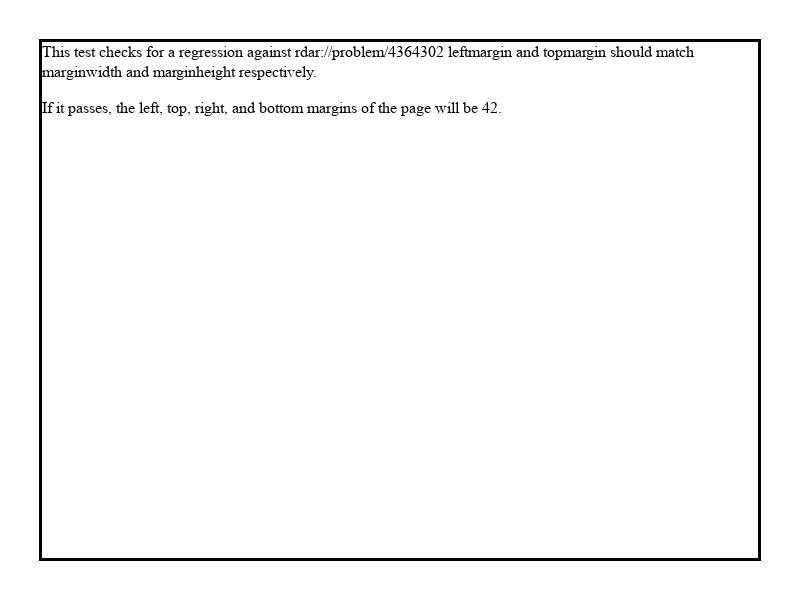 This test checks for a regression against rdar://problem/4364302 leftmargin and topmargin should match
marginwidth and marginheight respectively.
If it passes, the left, top, right, and bottom margins of the page will be 42.